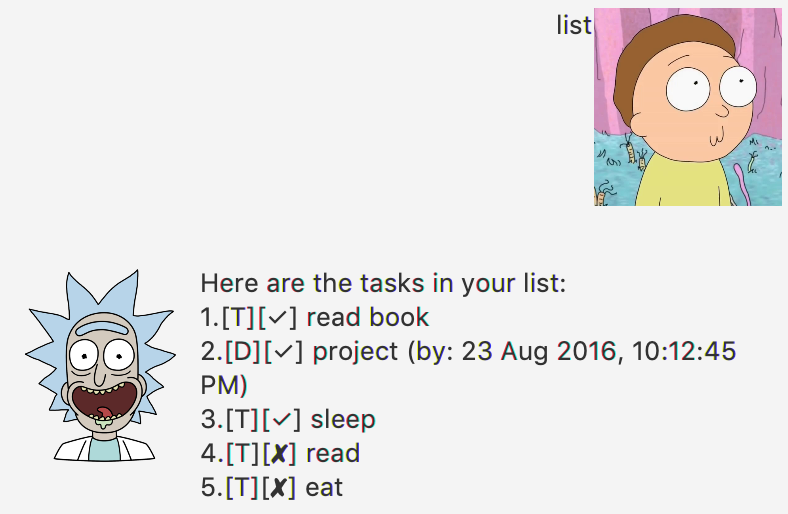 list
Here are the tasks in your list:
1.[T][✓] read book
2.[D][✓] project (by: 23 Aug 2016, 10:12:45
PM)
3.[T][✓] sleep
4.[T][✘] read
5.[T][✘] eat